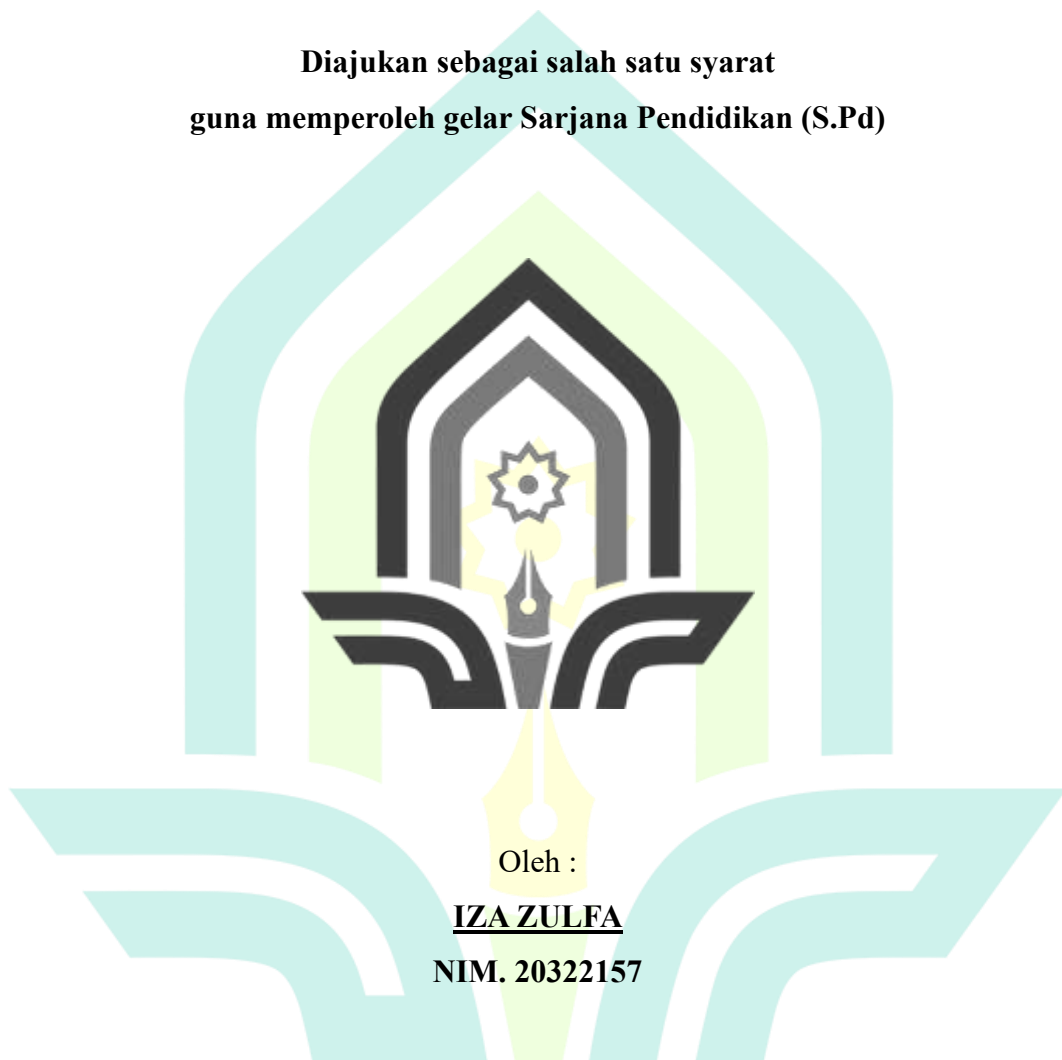 Diajukan sebagai salah satu syarat
guna memperoleh gelar Sarjana Pendidikan (S.Pd)
Oleh :
IZA ZULFA
NIM. 20322157